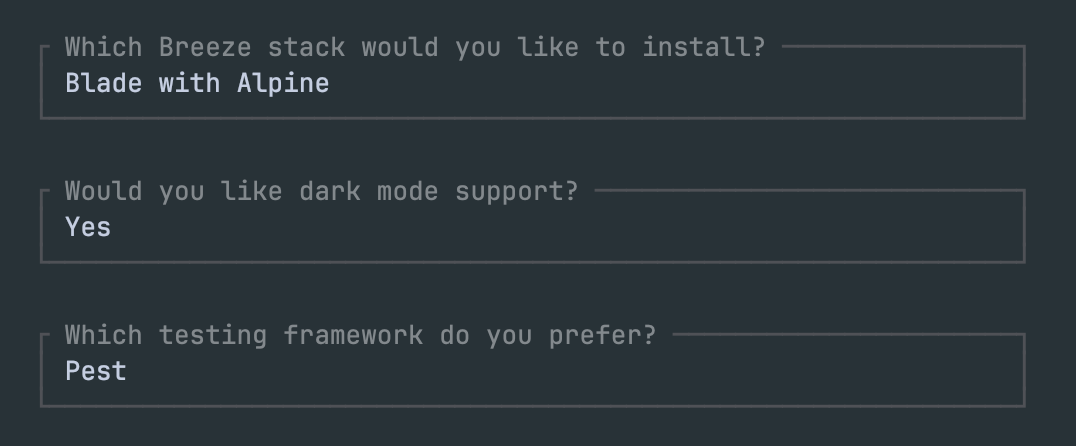 Which Breeze stack would you like to install?
Blade with Alpine
Would you like dark mode support?
Yes
Which testing framework do you prefer?
Pest